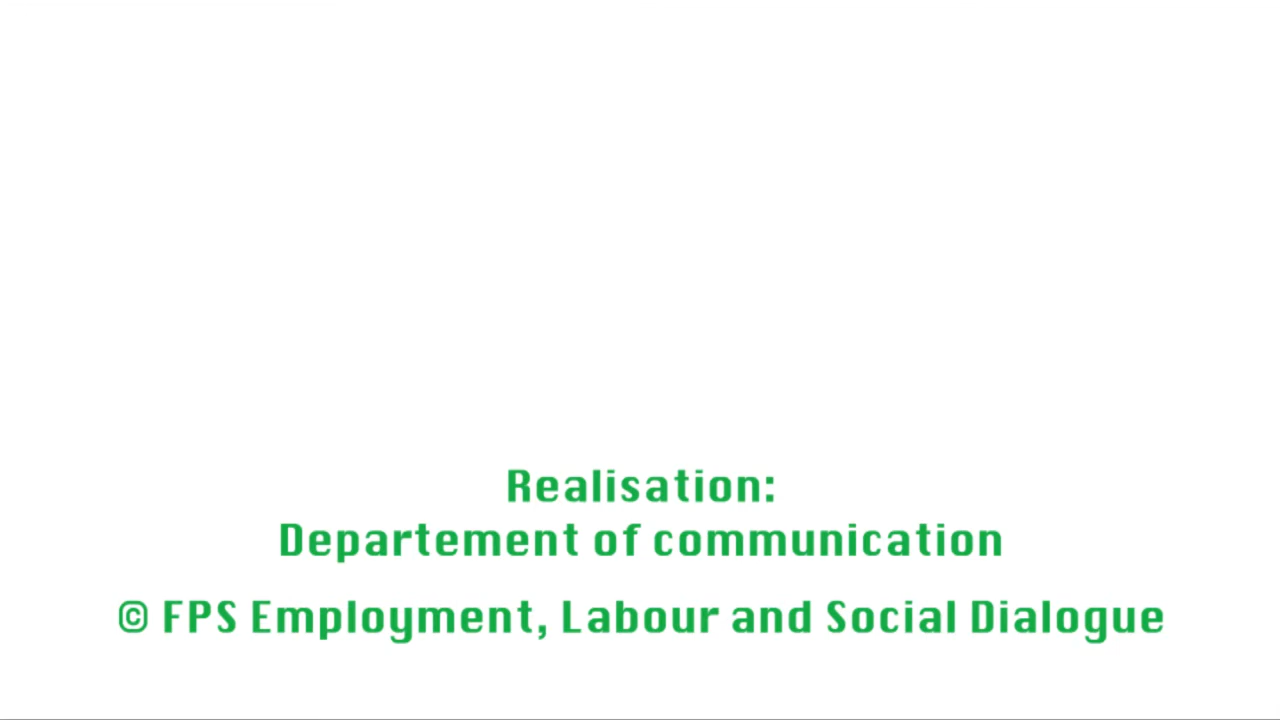 Realisation:
Departement of communication
© FPS Employment, Labour and Social Dialogue